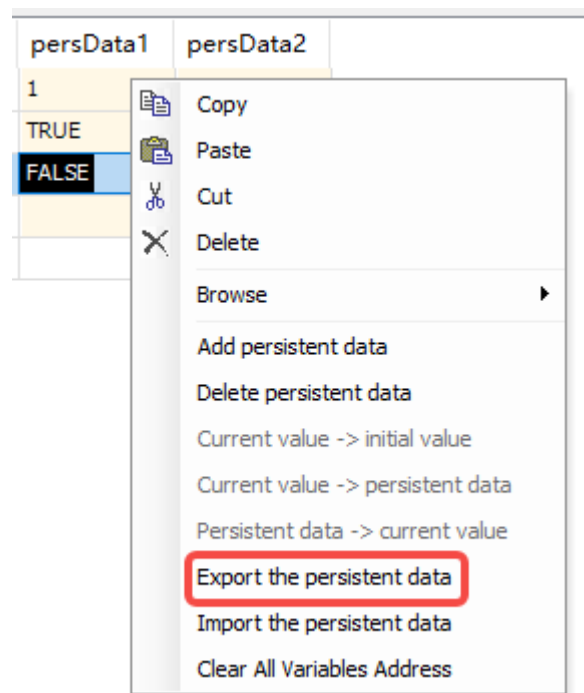 persData1 persData2
1
TRUE
FALSE
Copy
Paste
Cut
Delete
Browse
Add persistent data
Delete persistent data
Current value -> initial value
Current value -> persistent data
Persistent data -> current value
Export the persistent data
Import the persistent data
Clear All Variables Address